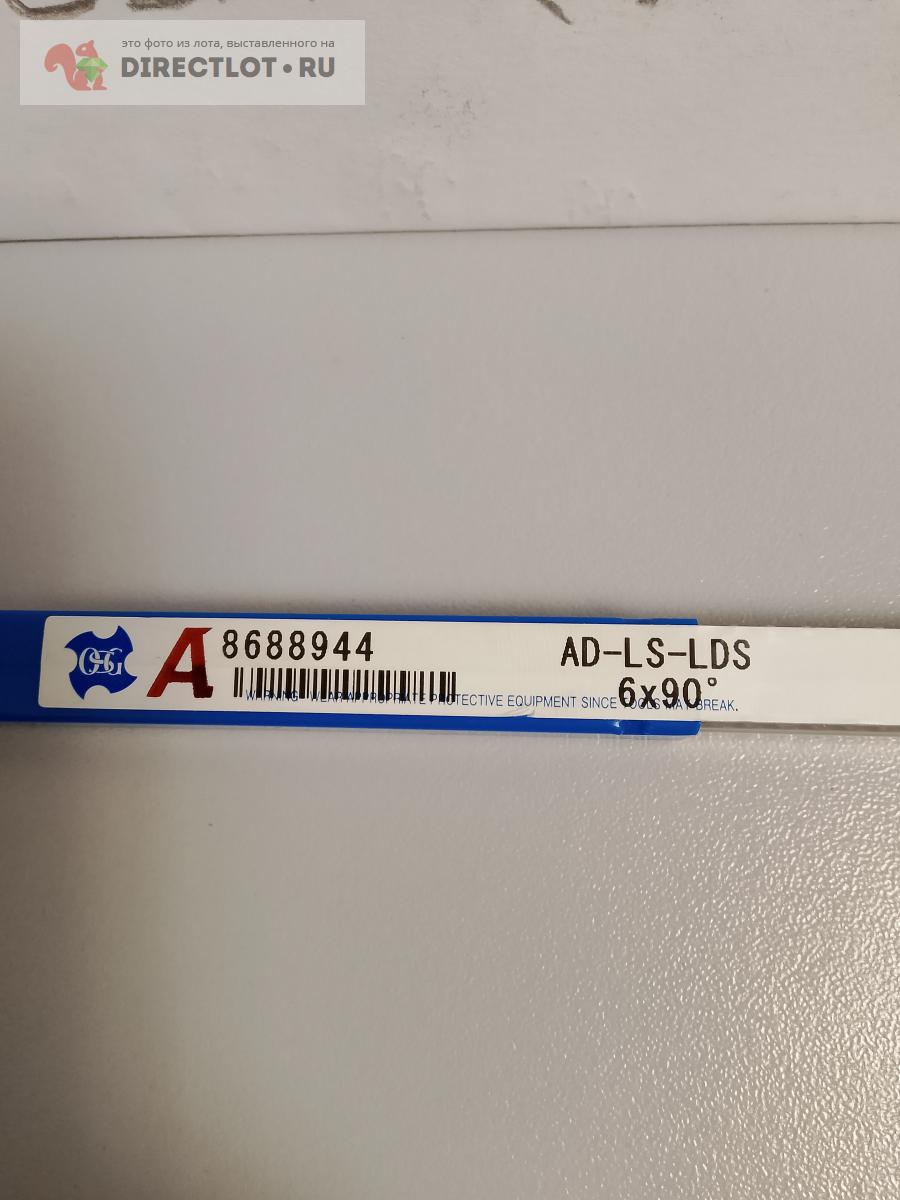 это фото из лота, выставленного на
DIRECTLOT•RU
OSG
A 8688944
AD-LS-LDS
6x90°
WARNING WEAR APPROPRIATE PROTECTIVE EQUIPMENT SINCE TOOLS MAY BREAK.